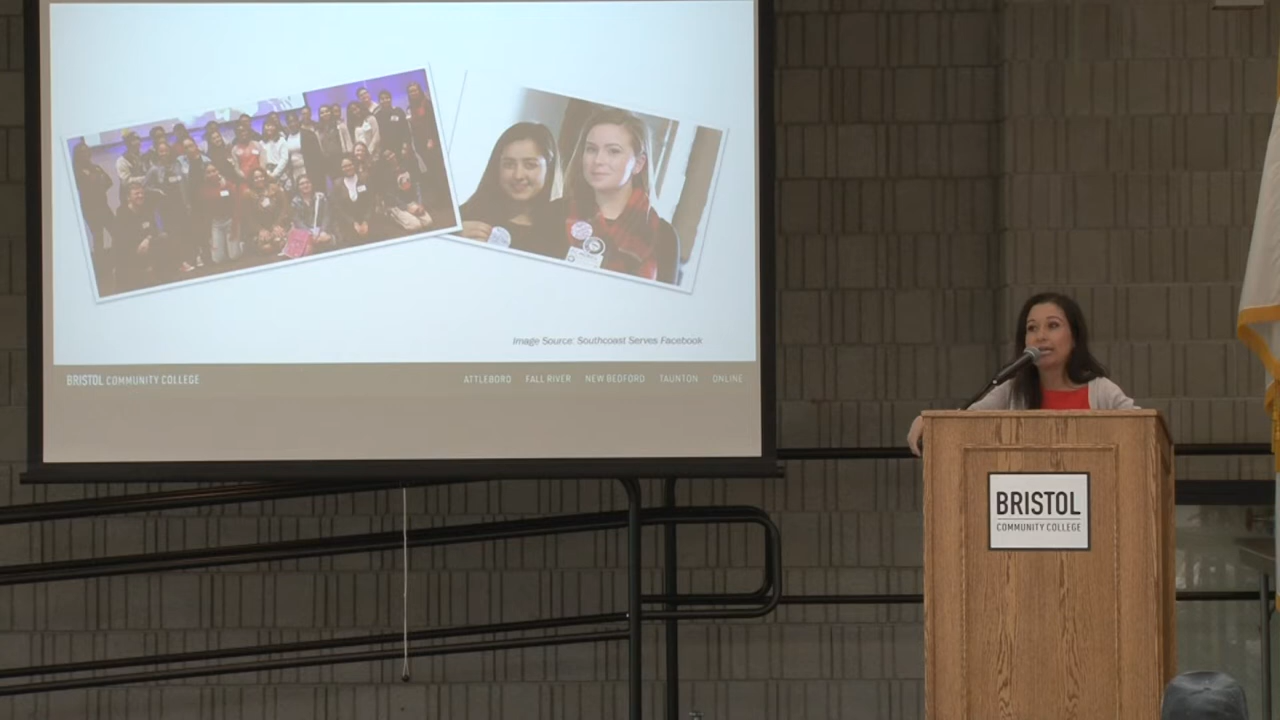 Image Source: Southcoast Serves Facebook
BRISTOL COMMUNITY COLLEGE
ATTLEBORO FALL RIVER NEW BEDFORD TAUNTON ONLINE
BRISTOL
COMMUNITY COLLEGE